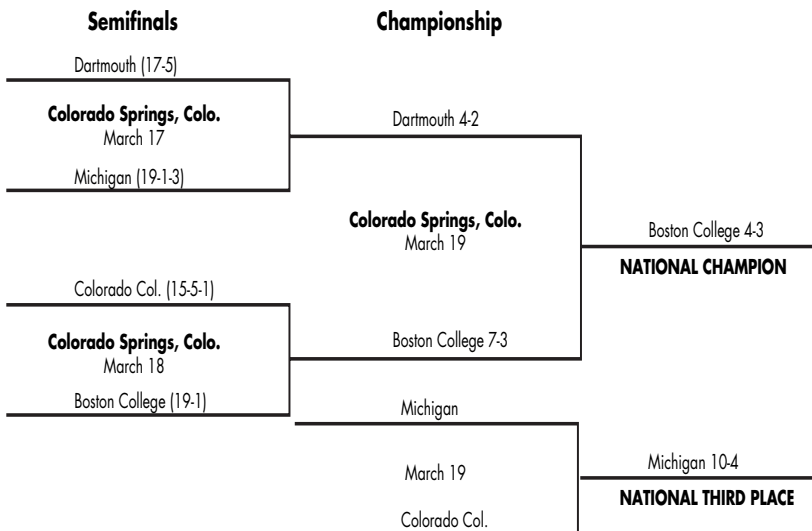 Semifinals
Championship
Dartmouth (17-5)
Colorado Springs, Colo.
March 17
Michigan (19-1-3)
Dartmouth 4-2
Colorado Springs, Colo.
March 19
Boston College 4-3
NATIONAL CHAMPION
Colorado Col. (15-5-1)
Colorado Springs, Colo.
March 18
Boston College (19-1)
Boston College 7-3
Michigan
March 19
Colorado Col.
Michigan 10-4
NATIONAL THIRD PLACE